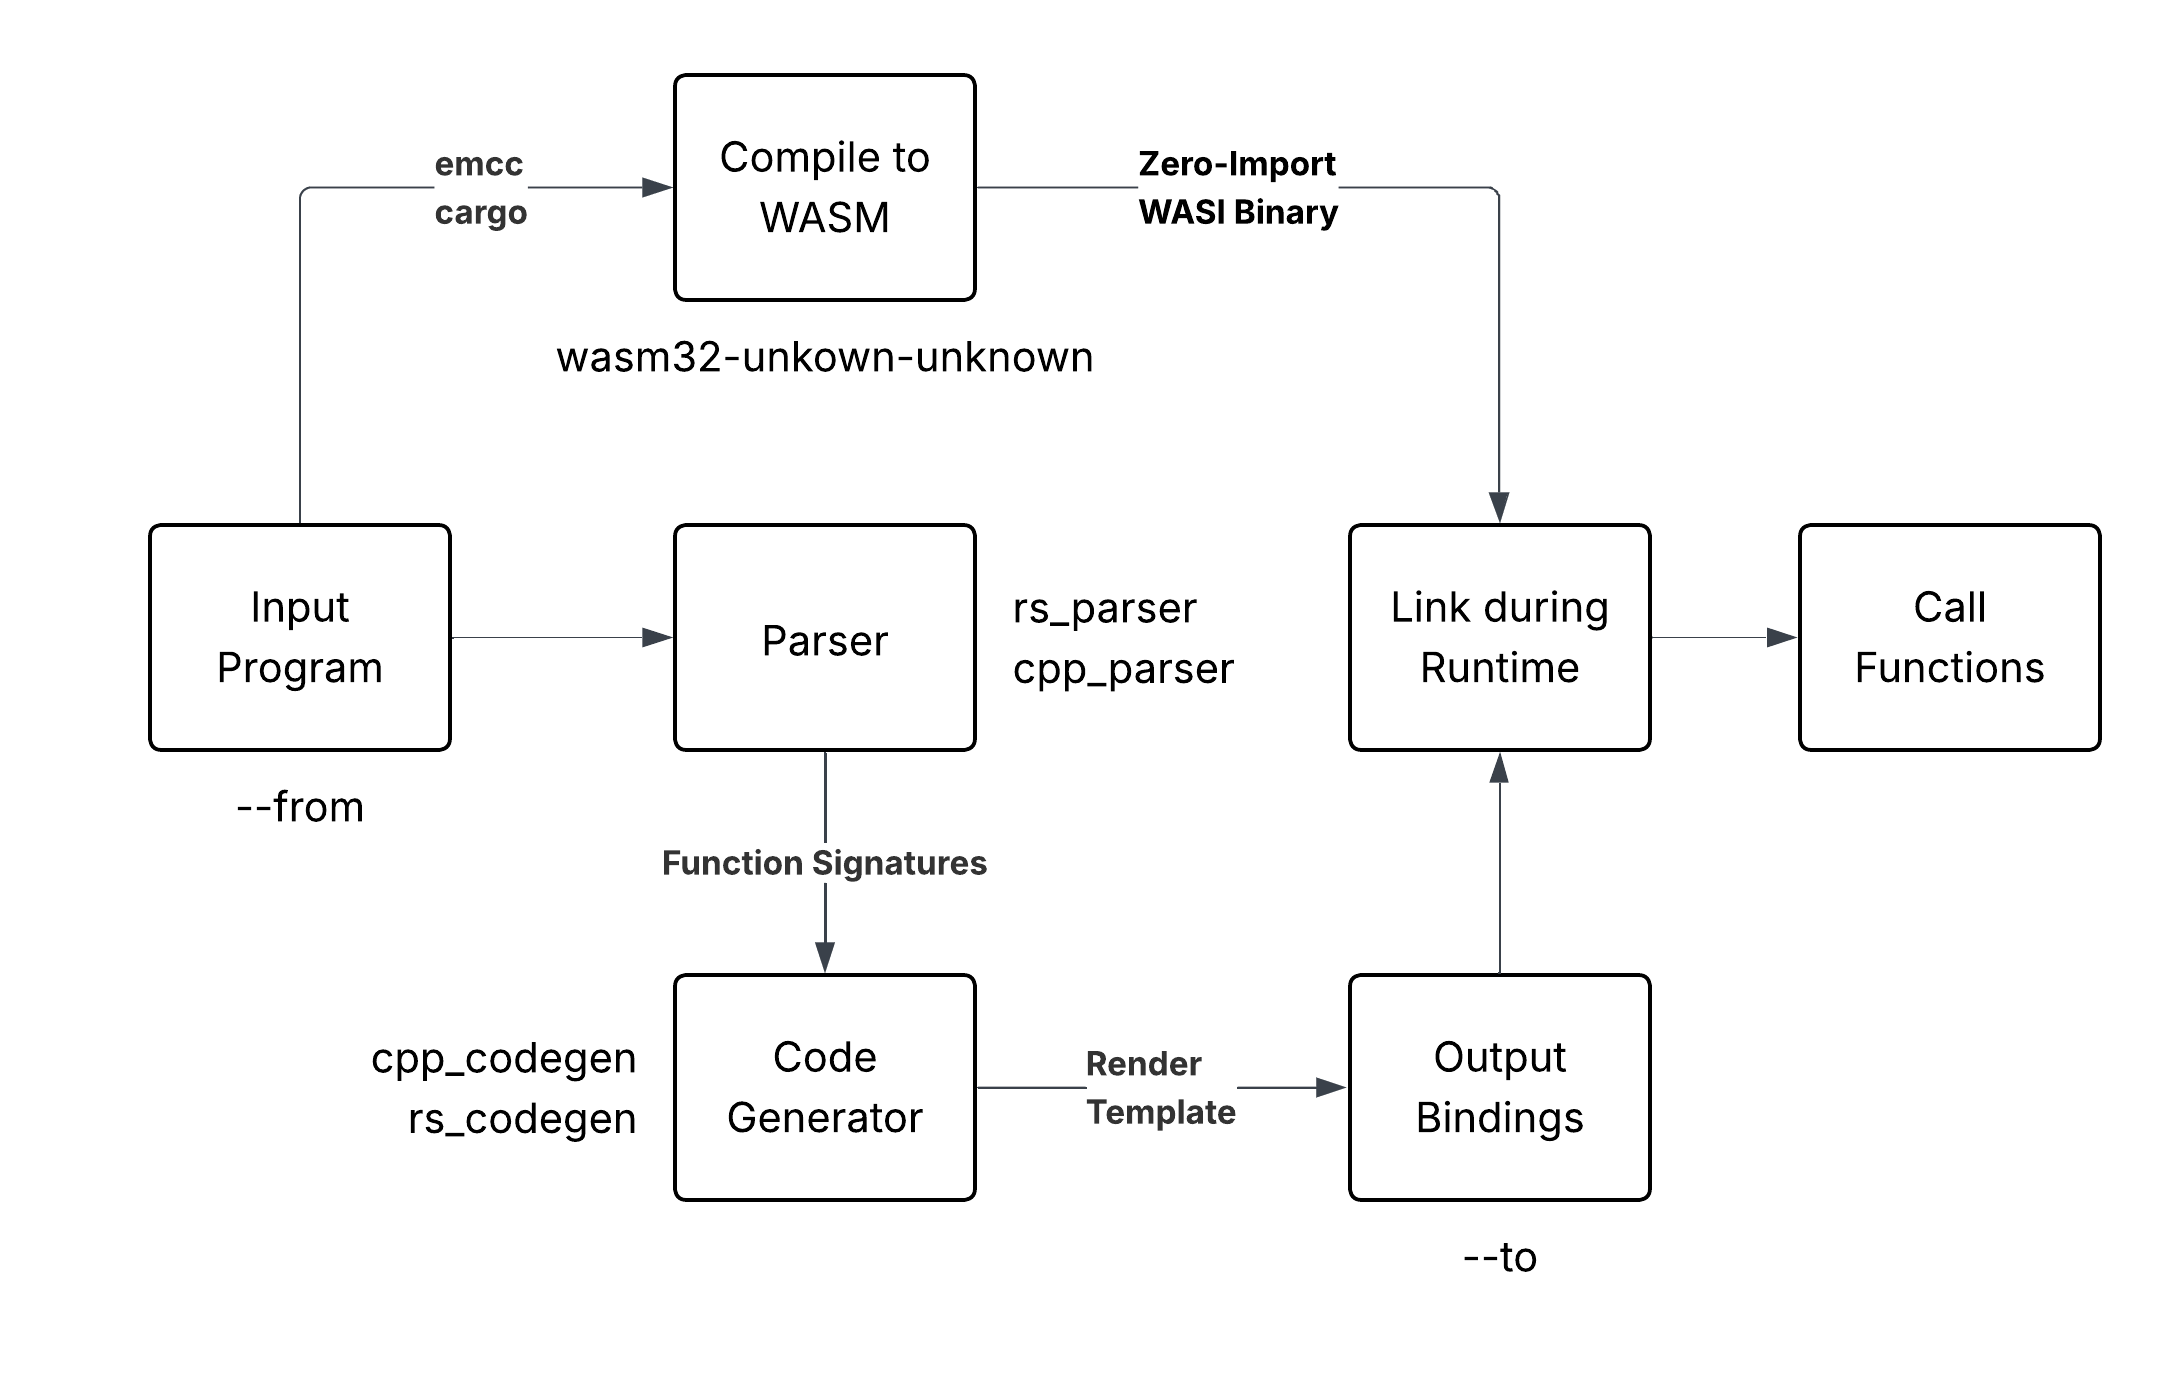 emcc
cargo
Compile to
WASM
Zero-Import
WASI Binary
wasm32-unkown-unknown
Input
Program
--from
Parser
rs_parser
cpp_parser
Link during
Runtime
Call
Functions
Function Signatures
cpp_codegen
rs_codegen
Code
Generator
Render
Template
Output
Bindings
--to